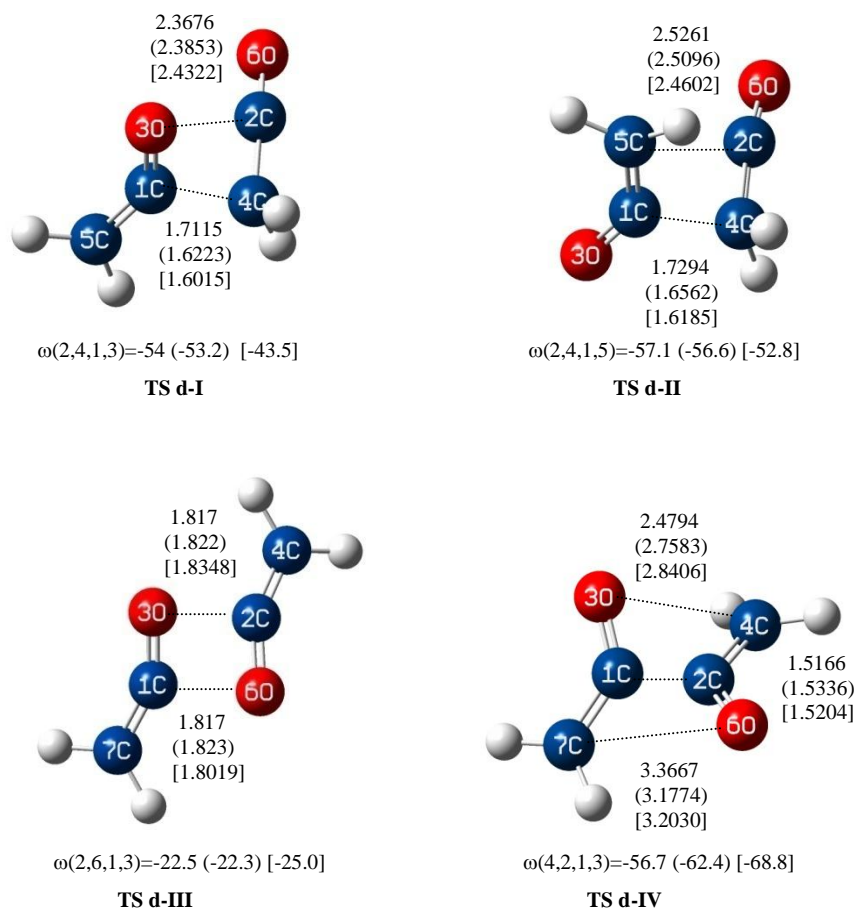 2.3676
(2.3853)
[2.4322]
6O
3O
2C
1C
4C
5C
1.7115
(1.6223)
[1.6015]
ω(2,4,1,3)=-54 (-53.2) [-43.5]
TS d-I
2.5261
(2.5096)
[2.4602]
6O
5C
2C
1C
4C
3O
1.7294
(1.6562)
[1.6185]
ω(2,4,1,5)=-57.1 (-56.6) [-52.8]
TS d-II
1.817
(1.822)
[1.8348]
4C
3O
2C
1C
6O
7C
1.817
(1.823)
[1.8019]
ω(2,6,1,3)=-22.5 (-22.3) [-25.0]
TS d-III
2.4794
(2.7583)
[2.8406]
3O
4C
1C
2C
6O
7C
1.5166
(1.5336)
[1.5204]
3.3667
(3.1774)
[3.2030]
ω(4,2,1,3)=-56.7 (-62.4) [-68.8]
TS d-IV